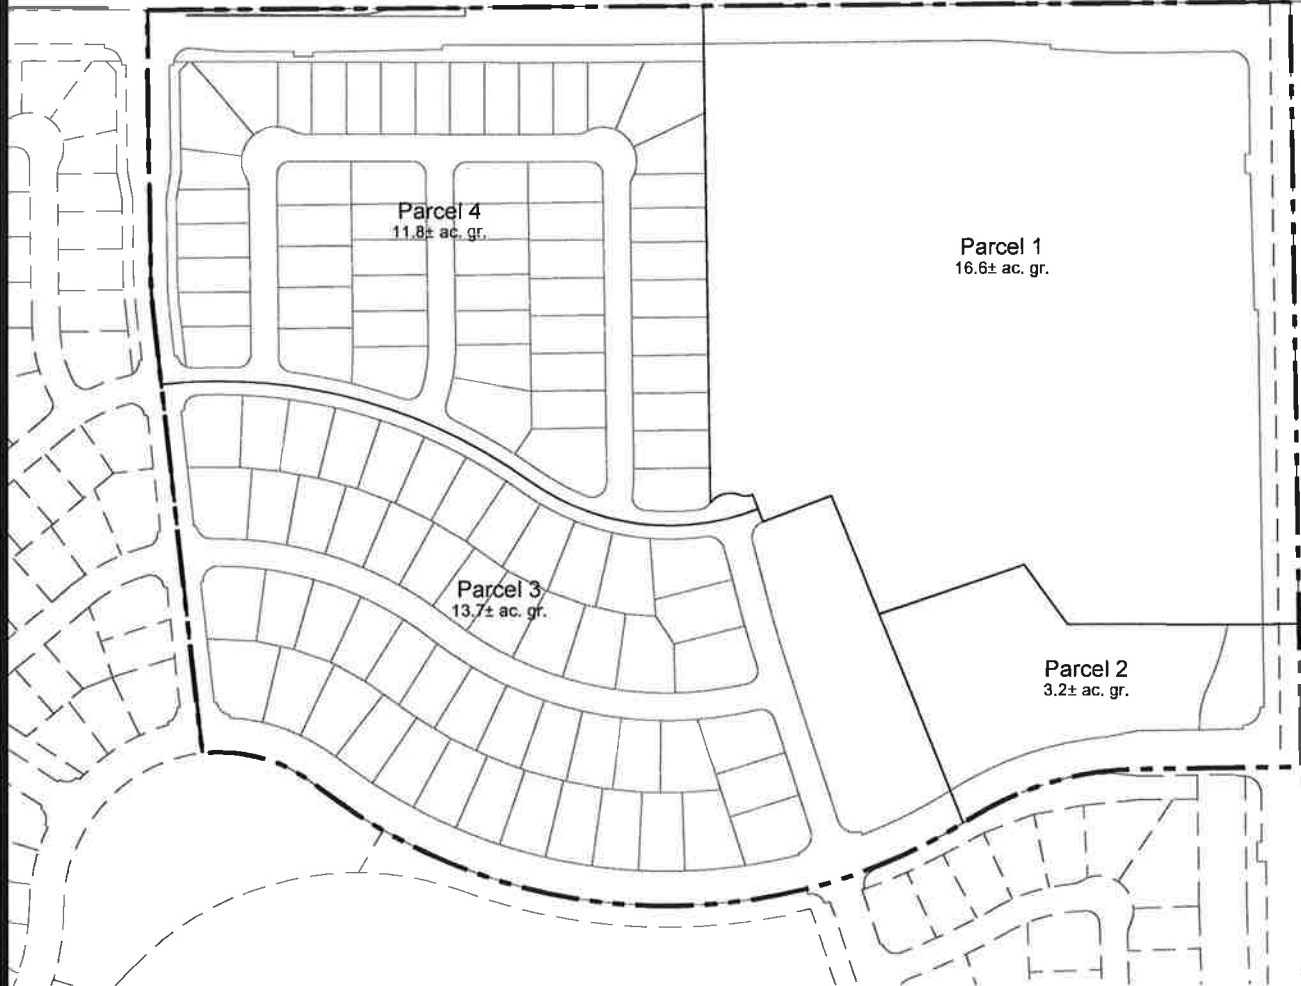 Parcel 4
11.8± ac. gr.
Parcel 1
16.6± ac. gr.
Parcel 3
13.7± ac. gr.
Parcel 2
3.2± ac. gr.